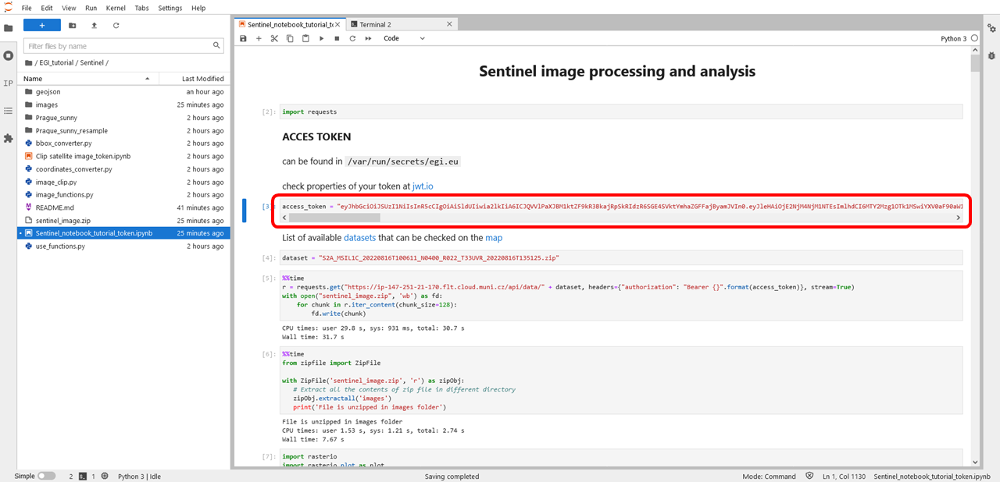 File Edit View Run Kernel Tabs Settings Help
Sentinel_notebook_tutorial_t
Terminal 2
Filter files by name
Code
Python 3
/ EGI_tutorial / Sentinel /
Name Last Modified
geojson an hour ago
images 25 minutes ago
Prague_sunny 2 hours ago
Prague_sunny_resample 2 hours ago
bbox_converter.py 2 hours ago
Clip satellite image_token.ipynb 2 hours ago
coordinates_converter.py 2 hours ago
image_clip.py 2 hours ago
image_functions.py 2 hours ago
README.md 41 minutes ago
sentinel_image.zip 25 minutes ago
Sentinel_notebook_tutorial_token.ipynb 25 minutes ago
use_functions.py 2 hours ago
IP
Sentinel image processing and analysis
[2]: import requests
ACCES TOKEN
can be found in /var/run/secrets/egi.eu
check properties of your token at jwt.io
[3]: access_token =
List of available datasets that can be checked on the map
[4]: dataset = "S2A_MSIL1C_20220816T100611_N0400_R022_T33UVR_20220816T135125.zip"
[5]: %%time
r = requests.get("https://ip-147-251-21-170.flt.cloud.muni.cz/api/data/" + dataset, headers={"authorization": "Bearer {}".format(access_token)}, stream=True)
with open("sentinel_image.zip", 'wb') as fd:
for chunk in r.iter_content(chunk_size=128):
fd.write(chunk)
CPU times: user 29.8 s, sys: 931 ms, total: 30.7 s
Wall time: 31.7 s
[6]: %%time
from zipfile import ZipFile
with ZipFile('sentinel_image.zip', 'r') as zipObj:
# Extract all the contents of zip file in different directory
zipObj.extractall('images')
print('File is unzipped in images folder')
File is unzipped in images folder
CPU times: user 1.53 s, sys: 1.21 s, total: 2.74 s
Wall time: 7.67 s
[7]: import rasterio
import rasterio.plot as plot
Simple 2 1 Python 3 | Idle Saving completed Mode: Command Ln 1, Col 1130 Sentinel_notebook_tutorial_token.ipynb